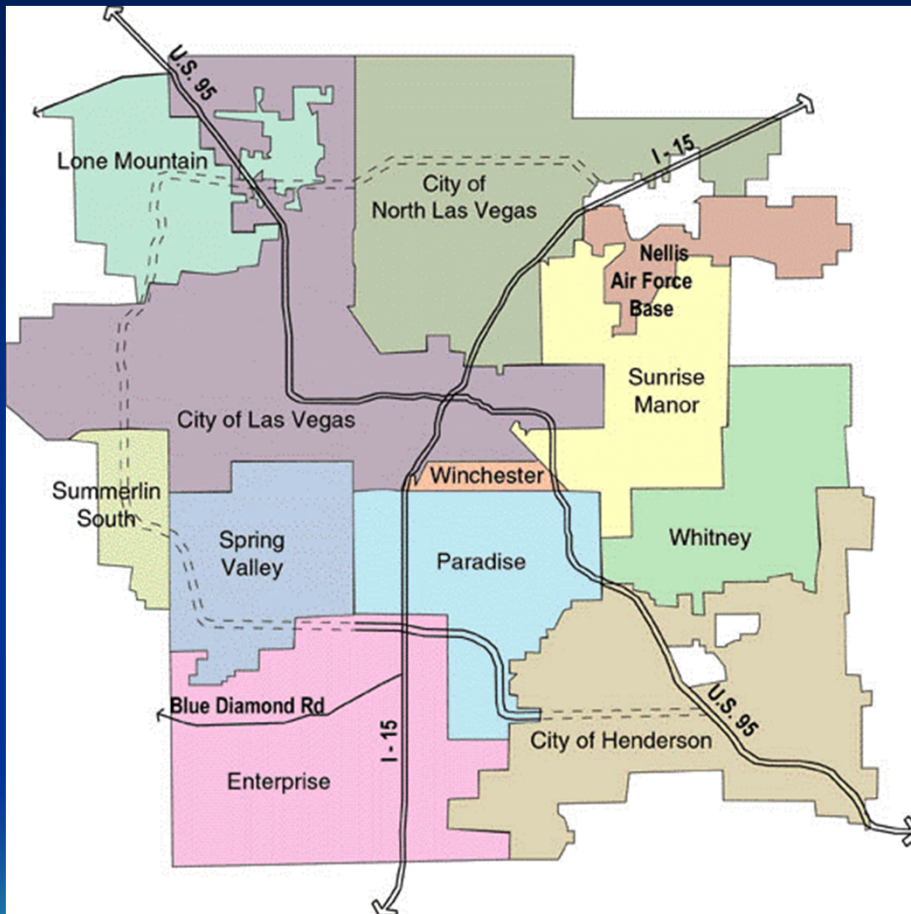 U.S. 95
I - 15
Lone Mountain
City of
North Las Vegas
Nellis
Air Force
Base
Sunrise
Manor
City of Las Vegas
Winchester
Summerlin
South
Spring
Valley
Paradise
Whitney
Blue Diamond Rd
I - 15
U.S. 95
City of Henderson
Enterprise